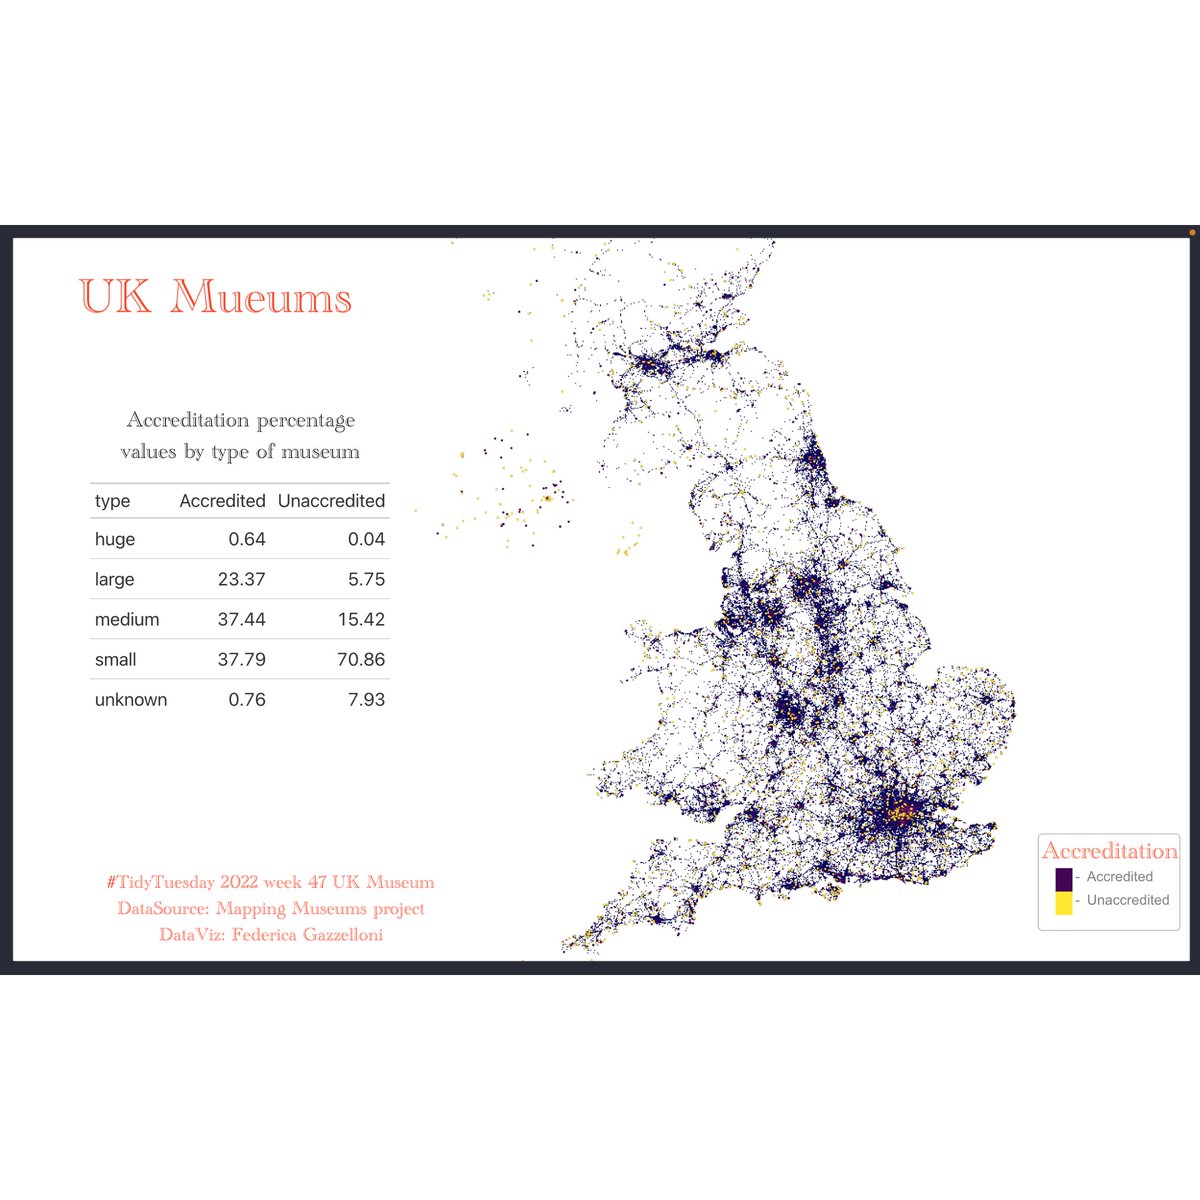 UK Mueums
Accreditation percentage
values by type of museum
type Accredited Unaccredited
huge 0.64 0.04
large 23.37 5.75
medium 37.44 15.42
small 37.79 70.86
unknown 0.76 7.93
#TidyTuesday 2022 week 47 UK Museum
DataSource: Mapping Museums project
DataViz: Federica Gazzelloni
Accreditation
- Accredited
- Unaccredited